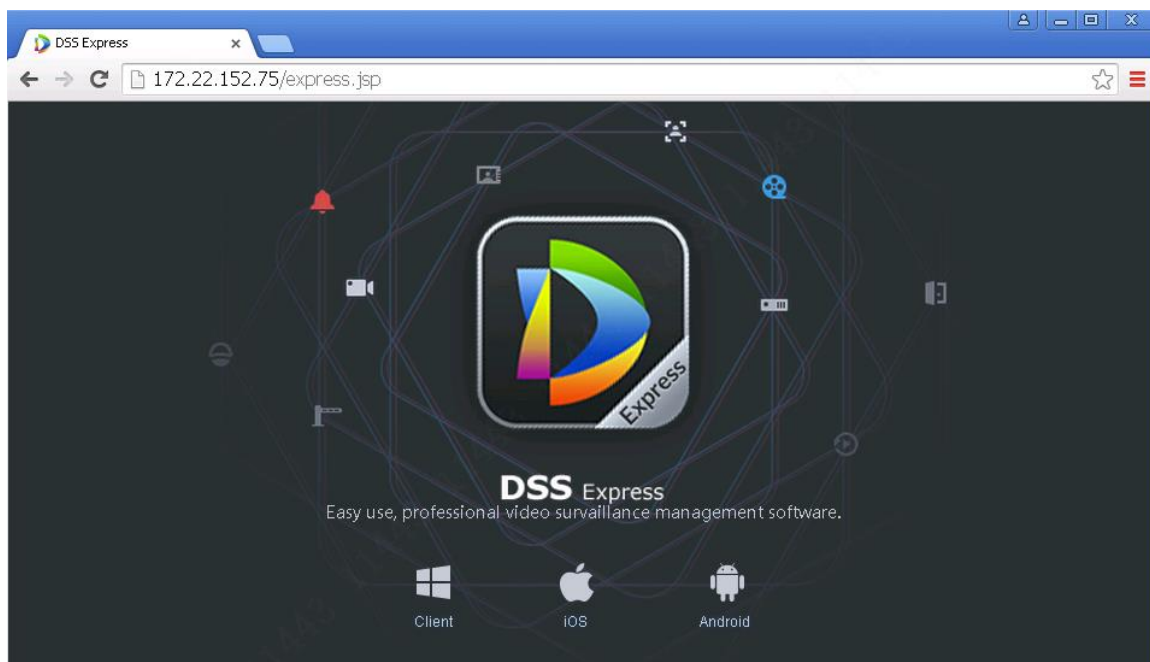 DSS Express
172.22.152.75/express.jsp
Express
DSS Express
Easy use, professional video survaillance management software.
Client iOS Android